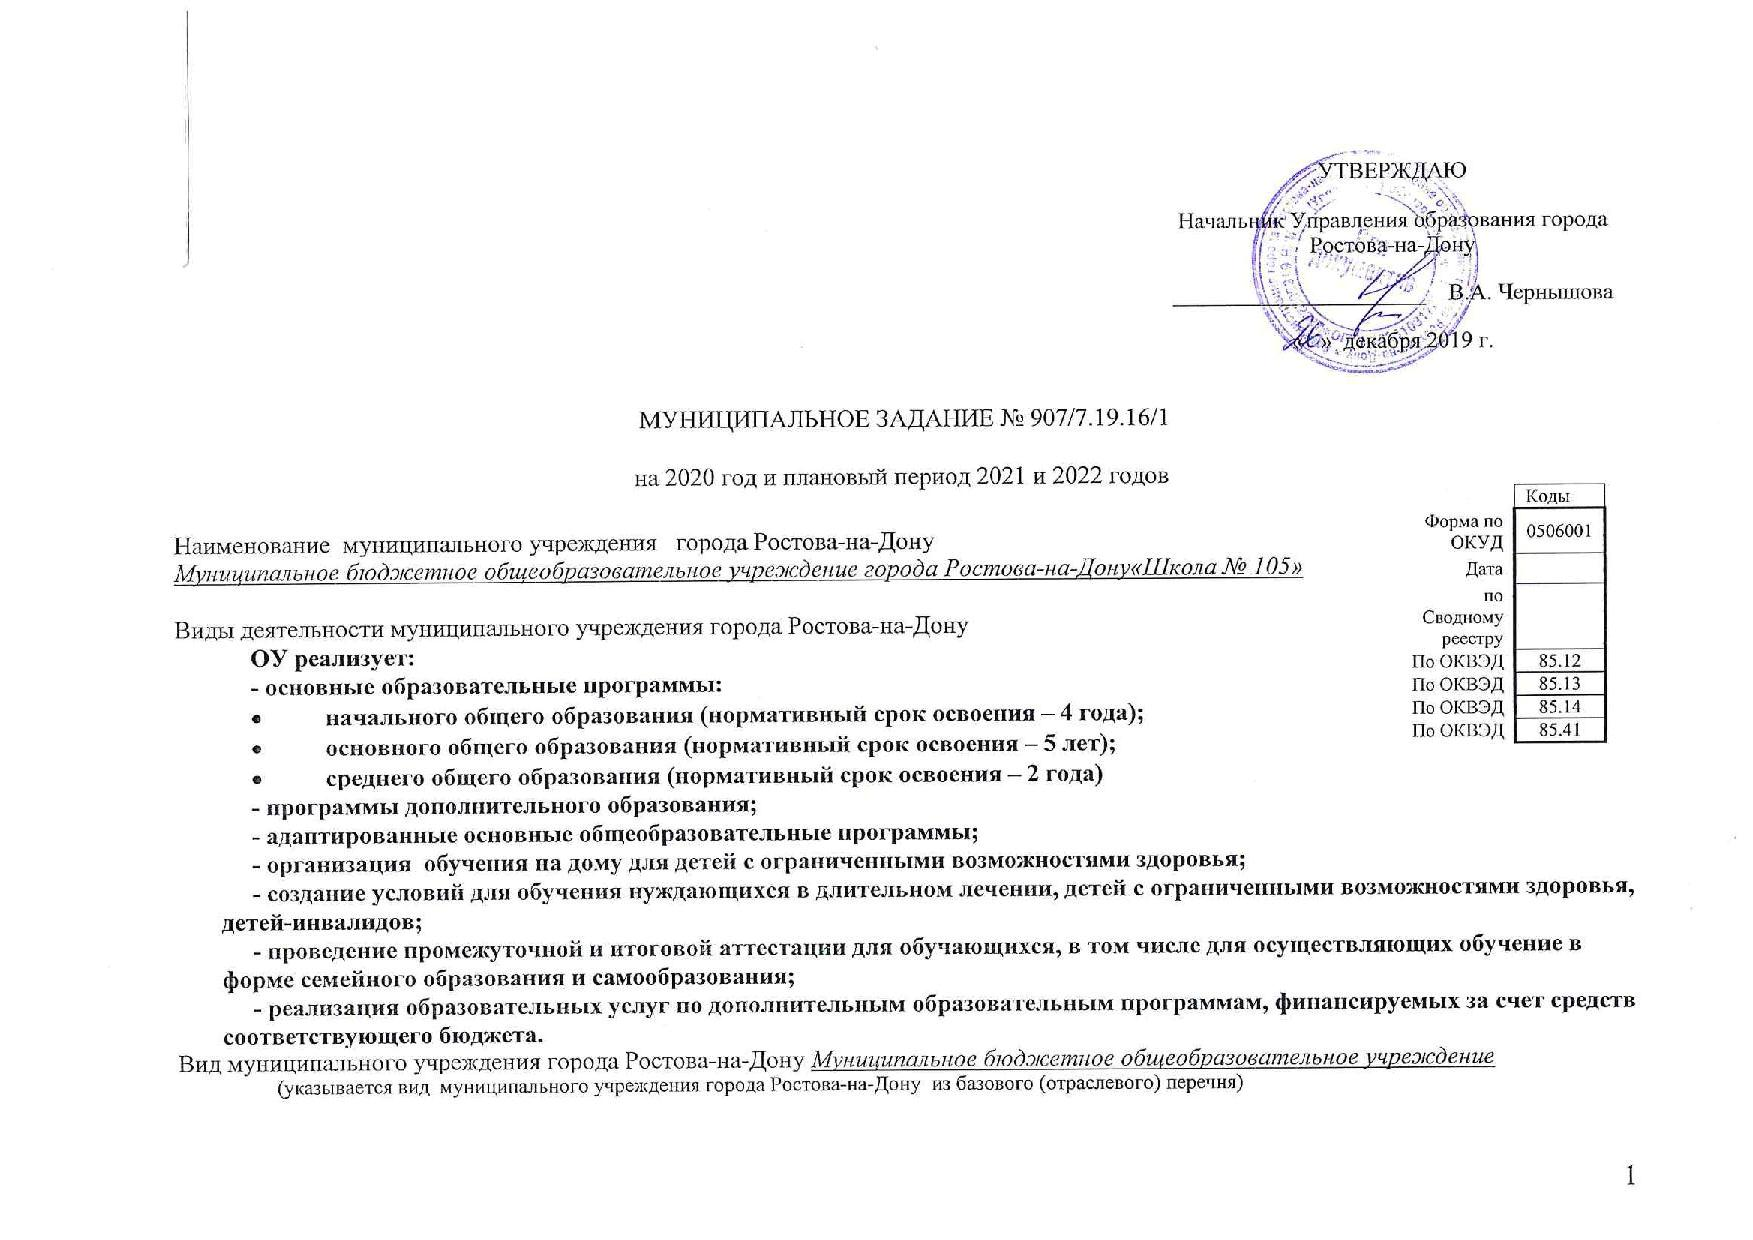 УТВЕРЖДАЮ
Начальник Управления образования города
Ростова-на-Дону
В.А. Чернышова
» декабря 2019 г.
МУНИЦИПАЛЬНОЕ ЗАДАНИЕ № 907/7.19.16/1
на 2020 год и плановый период 2021 и 2022 годов
Коды
Форма по ОКУД 0506001
Дата
по Сводному реестру
По ОКВЭД 85.12
По ОКВЭД 85.13
По ОКВЭД 85.14
По ОКВЭД 85.41
Наименование муниципального учреждения города Ростова-на-Дону
Муниципальное бюджетное общеобразовательное учреждение города Ростова-на-Дону«Школа № 105»
Виды деятельности муниципального учреждения города Ростова-на-Дону
ОУ реализует:
- основные образовательные программы:
• начального общего образования (нормативный срок освоения – 4 года);
• основного общего образования (нормативный срок освоения – 5 лет);
• среднего общего образования (нормативный срок освоения – 2 года)
- программы дополнительного образования;
- адаптированные основные общеобразовательные программы;
- организация обучения на дому для детей с ограниченными возможностями здоровья;
- создание условий для обучения нуждающихся в длительном лечении, детей с ограниченными возможностями здоровья,
детей-инвалидов;
- проведение промежуточной и итоговой аттестации для обучающихся, в том числе для осуществляющих обучение в
форме семейного образования и самообразования;
- реализация образовательных услуг по дополнительным образовательным программам, финансируемых за счет средств
соответствующего бюджета.
Вид муниципального учреждения города Ростова-на-Дону Муниципальное бюджетное общеобразовательное учреждение
(указывается вид муниципального учреждения города Ростова-на-Дону из базового (отраслевого) перечня)
1